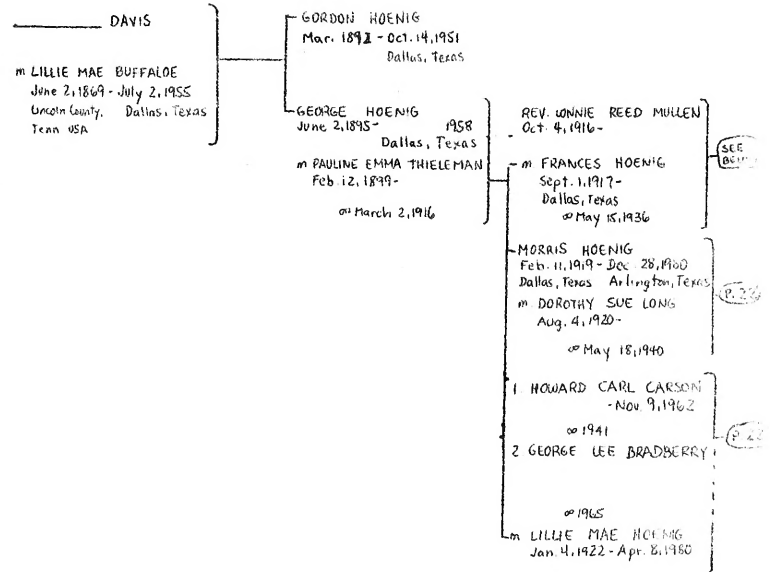 DAVIS
m LILLIE MAE BUFFALOE
June 2, 1869 - July 2, 1955
Lincoln County, Dallas, Texas
Tenn USA
GORDON HOENIG
Mar. 1892 - Oct. 14, 1951
Dallas, Texas
GEORGE HOENIG
June 2, 1895- 1958
Dallas, Texas
m PAULINE EMMA THIELEMAN
Feb. 12, 1899-
∞ March 2, 1916
REV. LONNIE REED MULLEN
Oct. 4, 1916-
m FRANCES HOENIG
Sept. 1, 1917-
Dallas, Texas
∞ May 15, 1936
SEE
MORRIS HOENIG
Feb. 11, 1919 - Dec. 28, 1980
Dallas, Texas Arlington, Texas
m DOROTHY SUE LONG
Aug. 4, 1920-
∞ May 18, 1940
P.
1 HOWARD CARL CARSON
-Nov. 9, 1962
∞ 1941
P.
2 GEORGE LEE BRADBERRY
∞ 1965
m LILLIE MAE HOENIG
Jan. 4, 1922 - Apr. 8, 1980